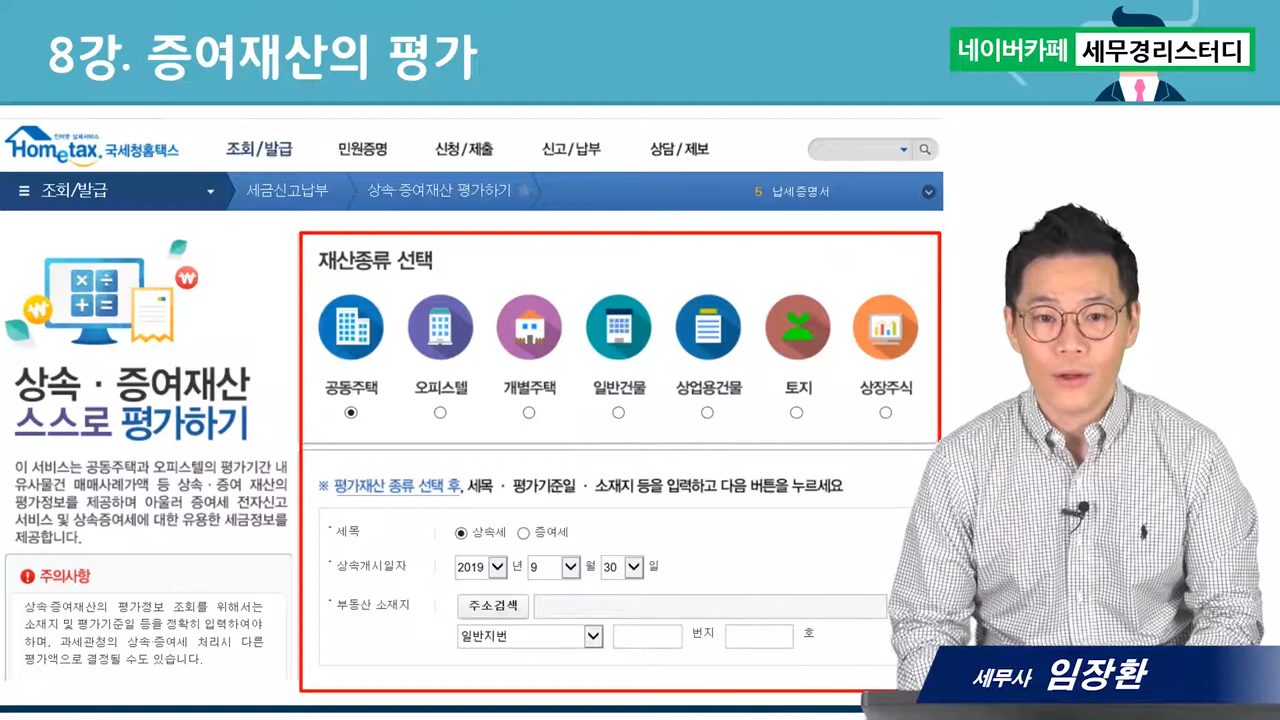 8강. 증여재산의 평가
네이버카페 세무경리스터디
인터넷 납세서비스
Hometax. 국세청홈택스
조회/발급 민원증명 신청/제출 신고/납부 상담/제보
조회/발급 세금신고납부 상속·증여재산 평가하기 5 납세증명서
재산종류 선택
공동주택 오피스텔 개별주택 일반건물 상업용건물 토지 상장주식
상속·증여재산
스스로 평가하기
이 서비스는 공동주택과 오피스텔의 평가기간 내
유사물건 매매사례가액 등 상속·증여 재산의
평가정보를 제공하며 아울러 증여세 전자신고
서비스 및 상속증여세에 대한 유용한 세금정보를
제공합니다.
주의사항
상속·증여재산의 평가정보 조회를 위해서는
소재지 및 평가기준일 등을 정확히 입력하여야
하며, 과세관청의 상속·증여세 처리시 다른
평가액으로 결정될 수도 있습니다.
※ 평가재산 종류 선택 후, 세목 · 평가기준일 · 소재지 등을 입력하고 다음 버튼을 누르세요
세목 상속세 증여세
상속개시일자 2019 년 9 월 30 일
부동산 소재지 주소검색
일반지번 번지 호
세무사 임장환